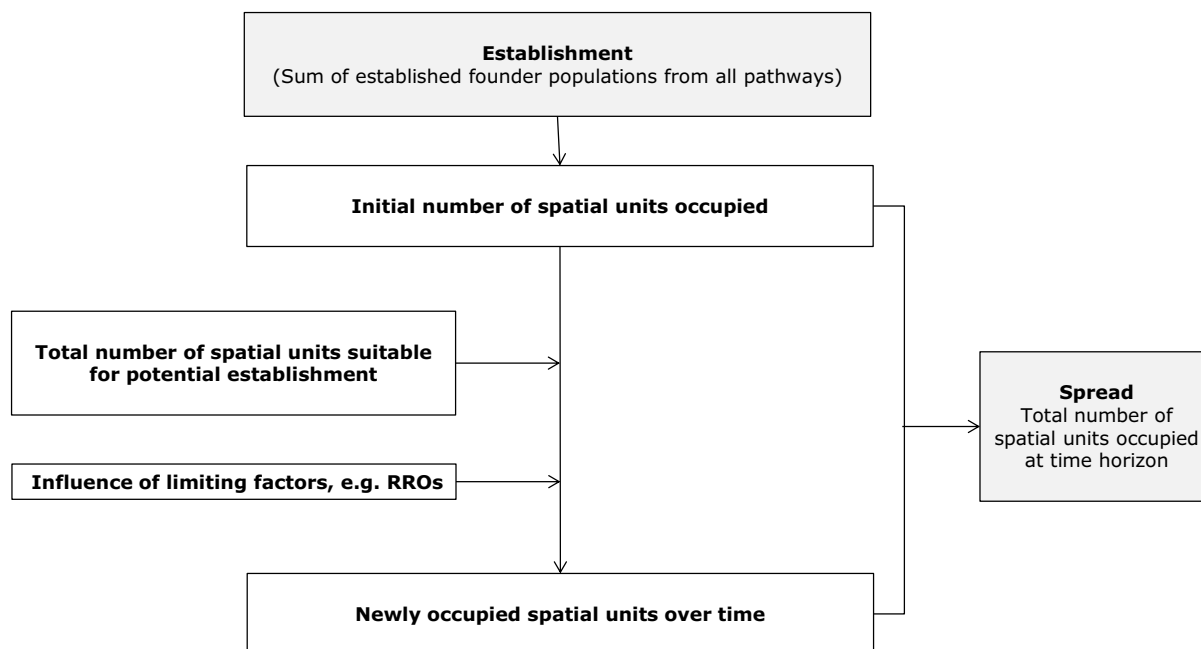 Establishment
(Sum of established founder populations from all pathways)
Initial number of spatial units occupied
Total number of spatial units suitable
for potential establishment
Influence of limiting factors, e.g. RROs
Newly occupied spatial units over time
Spread
Total number of
spatial units occupied
at time horizon